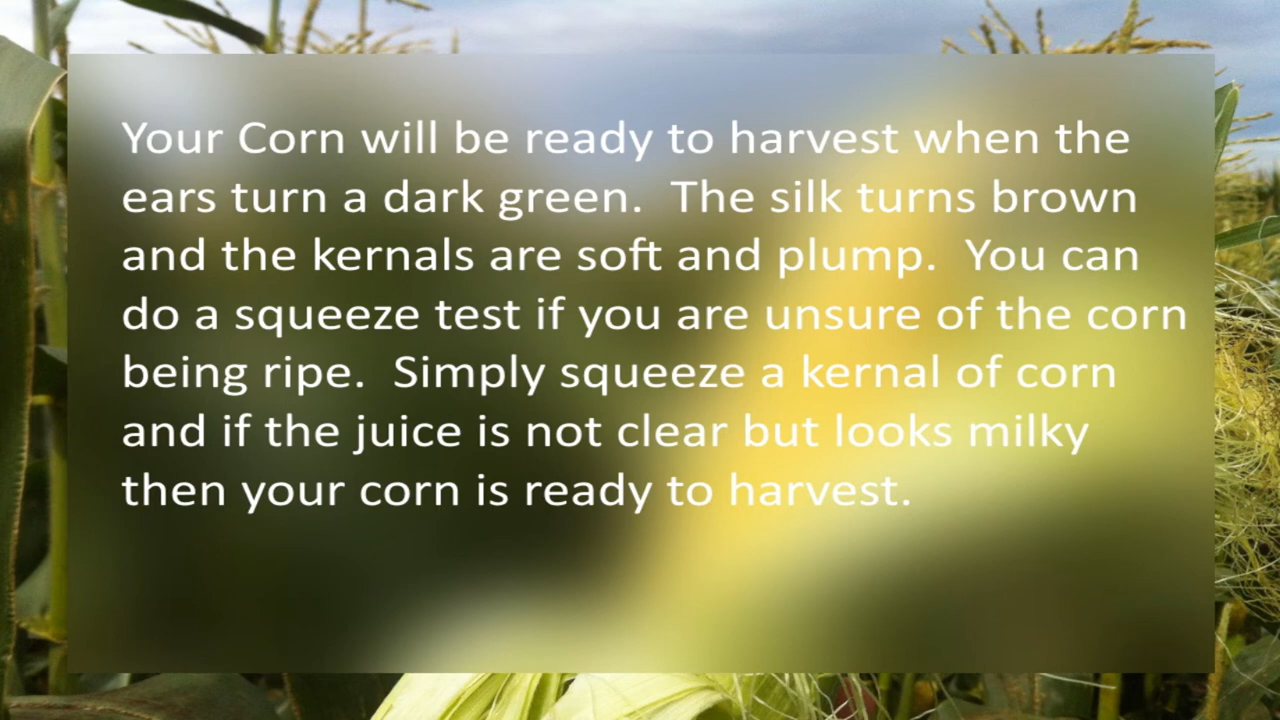 Your Corn will be ready to harvest when the
ears turn a dark green.  The silk turns brown
and the kernals are soft and plump.  You can
do a squeeze test if you are unsure of the corn
being ripe.  Simply squeeze a kernal of corn
and if the juice is not clear but looks milky
then your corn is ready to harvest.